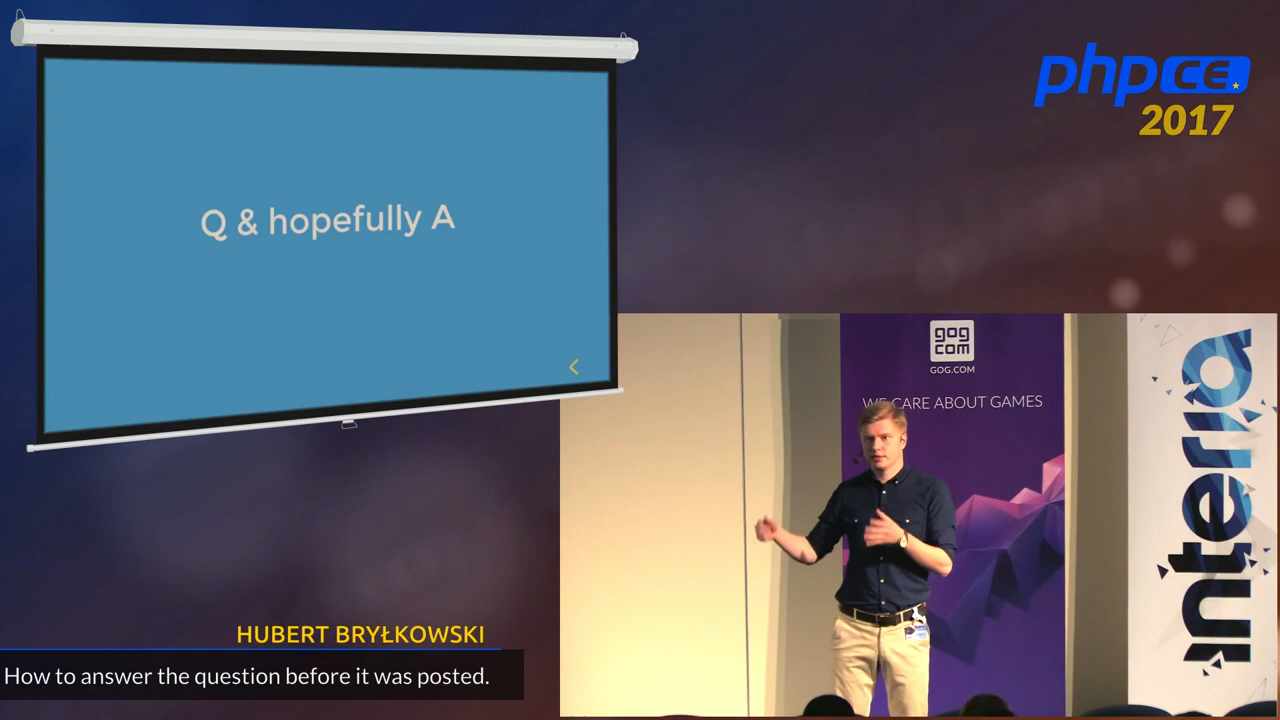 Q & hopefully A
<
phpCE
2017
gog
com
GOG.COM
WE CARE ABOUT GAMES
interia
HUBERT BRYŁKOWSKI
How to answer the question before it was posted.